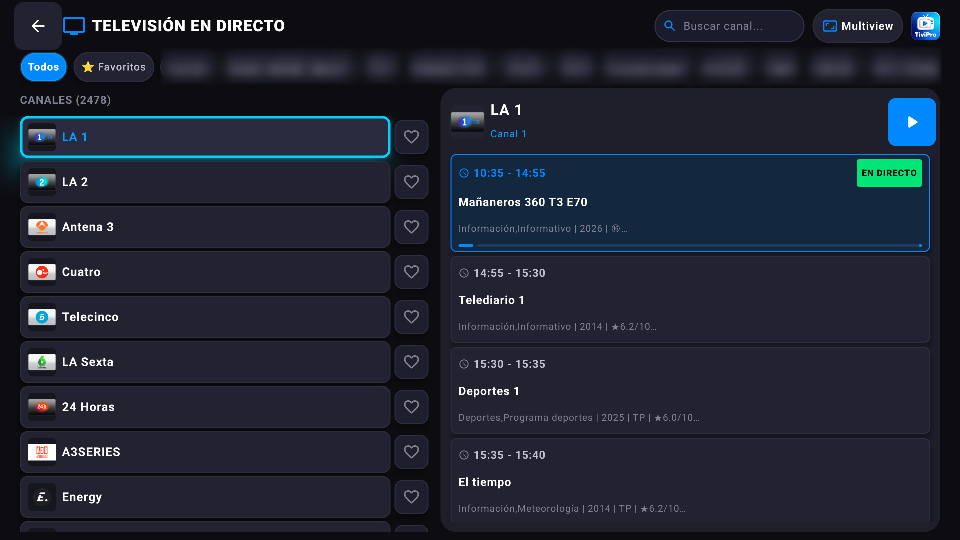 TELEVISIÓN EN DIRECTO
Buscar canal...
Multiview
TiviPro
Todos
⭐ Favoritos
CANALES (2478)
LA 1
LA 2
Antena 3
Cuatro
Telecinco
LA Sexta
24 Horas
A3SERIES
Energy
LA 1
Canal 1
10:35 - 14:55
EN DIRECTO
Mañaneros 360 T3 E70
Información,Informativo | 2026 | ⑯...
14:55 - 15:30
Telediario 1
Información,Informativo | 2014 | ★6.2/10...
15:30 - 15:35
Deportes 1
Deportes,Programa deportes | 2025 | TP | ★6.0/10...
15:35 - 15:40
El tiempo
Información,Meteorología | 2014 | TP | ★6.2/10...